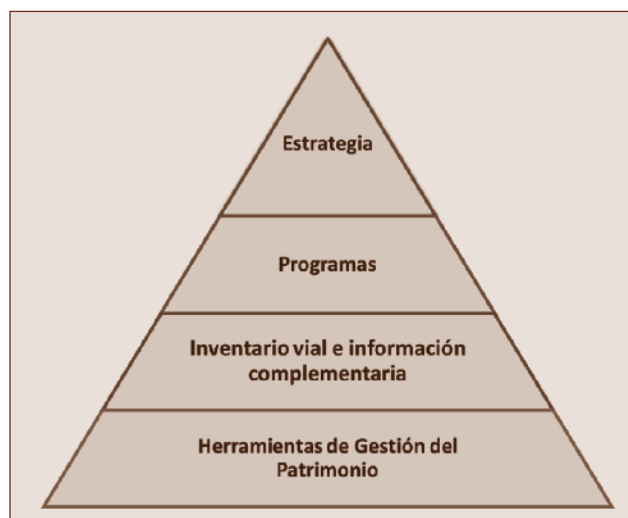 Estrategia
Programas
Inventario vial e información
complementaria
Herramientas de Gestión del
Patrimonio